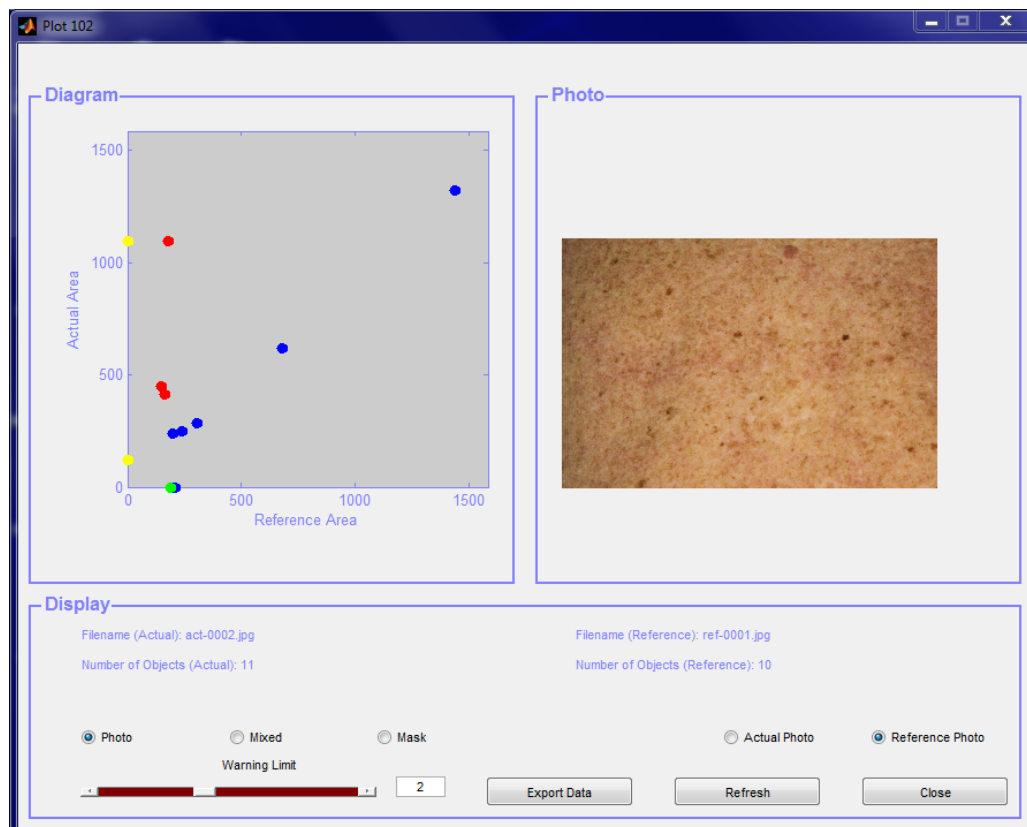 Plot 102
Diagram
1500
1000
500
0
0 500 1000 1500
Actual Area
Reference Area
Photo
Display
Filename (Actual): act-0002.jpg
Filename (Reference): ref-0001.jpg
Number of Objects (Actual): 11
Number of Objects (Reference): 10
Photo
Mixed
Mask
Actual Photo
Reference Photo
Warning Limit
2
Export Data
Refresh
Close